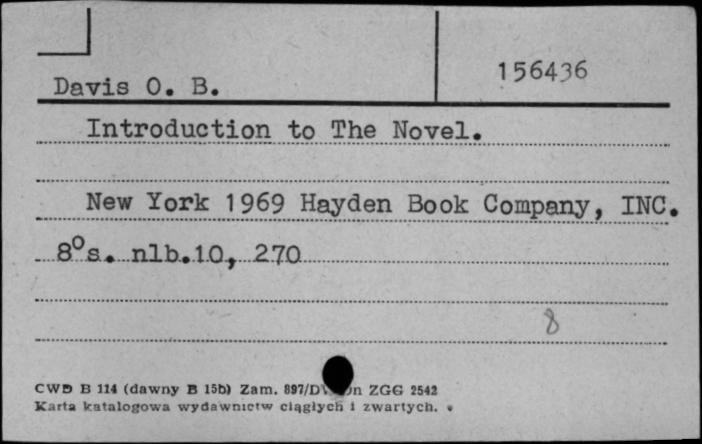 156436
Davis O. B.
Introduction to The Novel.
New York 1969 Hayden Book Company, INC.
8°s. nlb.10, 270
8
CWD B 114 (dawny B 15b) Zam. 897/D ZGG 2542
Karta katalogowa wydawnictw ciągłych i zwartych.